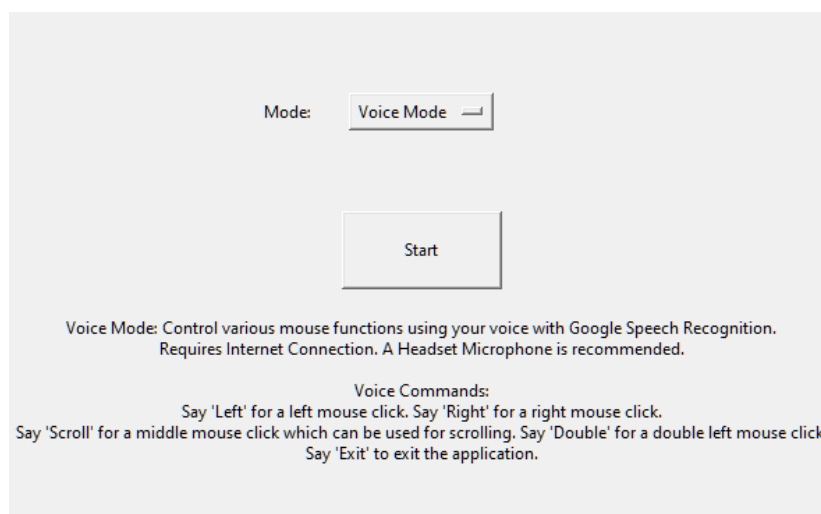 Mode: Voice Mode
Start
Voice Mode: Control various mouse functions using your voice with Google Speech Recognition.
Requires Internet Connection. A Headset Microphone is recommended.
Voice Commands:
Say 'Left' for a left mouse click. Say 'Right' for a right mouse click.
Say 'Scroll' for a middle mouse click which can be used for scrolling. Say 'Double' for a double left mouse click
Say 'Exit' to exit the application.